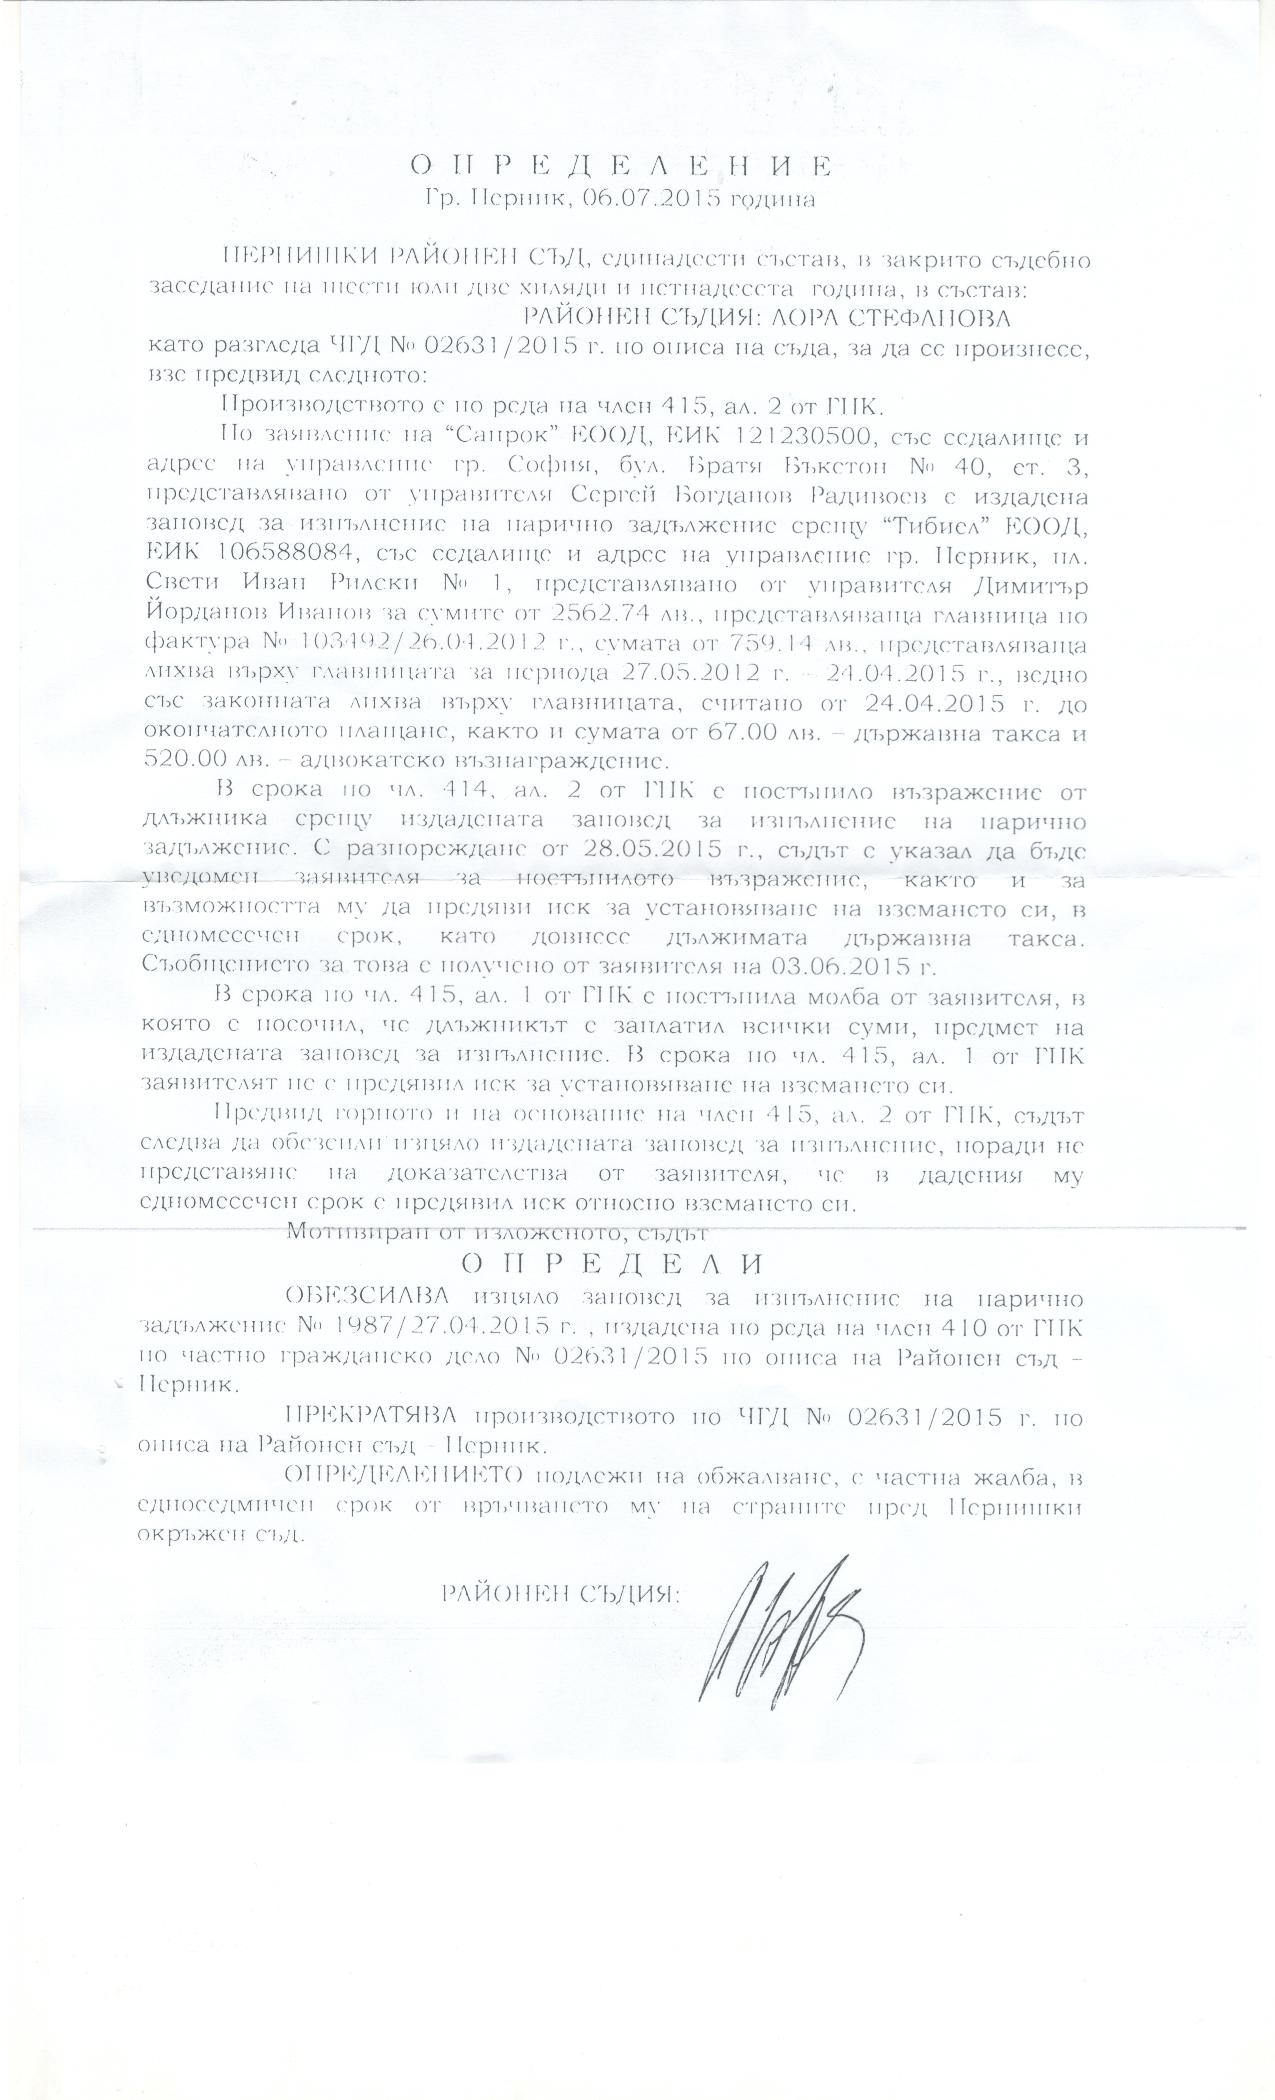 О П Р Е Д Е Л Е Н И Е
Гр. Перник, 06.07.2015 година
ПЕРНИШКИ РАЙОНЕН СЪД, единадести състав, в закрито съдебно
заседание на шести юли две хиляди и петнадесета година, в състав:
РАЙОНЕН СЪДИЯ: ЛОРА СТЕФАНОВА
като разгледа ЧГД № 02631/2015 г. по описа на съда, за да се произнесе,
взе предвид следното:
Производството е по реда на член 415, ал. 2 от ГПК.
По заявление на “Сапрок” ЕООД, ЕИК 121230500, със седалище и
адрес на управление гр. София, бул. Братя Бъкстон № 40, ет. 3,
представлявано от управителя Сергей Богданов Радивоев е издадена
заповед за изпълнение на парично задължение срещу “Тибиел” ЕООД,
ЕИК 106588084, със седалище и адрес на управление гр. Перник, пл.
Свети Иван Рилски № 1, представлявано от управителя Димитър
Йорданов Иванов за сумите от 2562.74 лв., представляваща главница по
фактура № 103492/26.04.2012 г., сумата от 759.14 лв., представляваща
лихва върху главницата за периода 27.05.2012 г. – 24.04.2015 г., ведно
със законната лихва върху главницата, считано от 24.04.2015 г. до
окончателното плащане, както и сумата от 67.00 лв. – държавна такса и
520.00 лв. – адвокатско възнаграждение.
В срока по чл. 414, ал. 2 от ГПК е постъпило възражение от
длъжника срещу издадената заповед за изпълнение на парично
задължение. С разпореждане от 28.05.2015 г., съдът е указал да бъде
уведомен заявителя за постъпилото възражение, както и за
възможността му да предяви иск за установяване на вземането си, в
едномесечен срок, като довнесе дължимата държавна такса.
Съобщението за това е получено от заявителя на 03.06.2015 г.
В срока по чл. 415, ал. 1 от ГПК е постъпила молба от заявителя, в
която е посочил, че длъжникът е заплатил всички суми, предмет на
издадената заповед за изпълнение. В срока по чл. 415, ал. 1 от ГПК
заявителят не е предявил иск за установяване на вземането си.
Предвид горното и на основание на член 415, ал. 2 от ГПК, съдът
следва да обезсили изцяло издадената заповед за изпълнение, поради не
представяне на доказателства от заявителя, че в дадения му
едномесечен срок е предявил иск относно вземането си.
Мотивиран от изложеното, съдът
О П Р Е Д Е Л И
ОБЕЗСИЛВА изцяло заповед за изпълнение на парично
задължение № 1987/27.04.2015 г. , издадена по реда на член 410 от ГПК
по частно гражданско дело № 02631/2015 по описа на Районен съд –
Перник.
ПРЕКРАТЯВА производството по ЧГД № 02631/2015 г. по
описа на Районен съд – Перник.
ОПРЕДЕЛЕНИЕТО подлежи на обжалване, с частна жалба, в
едноседмичен срок от връчването му на страните пред Пернишки
окръжен съд.
РАЙОНЕН СЪДИЯ: